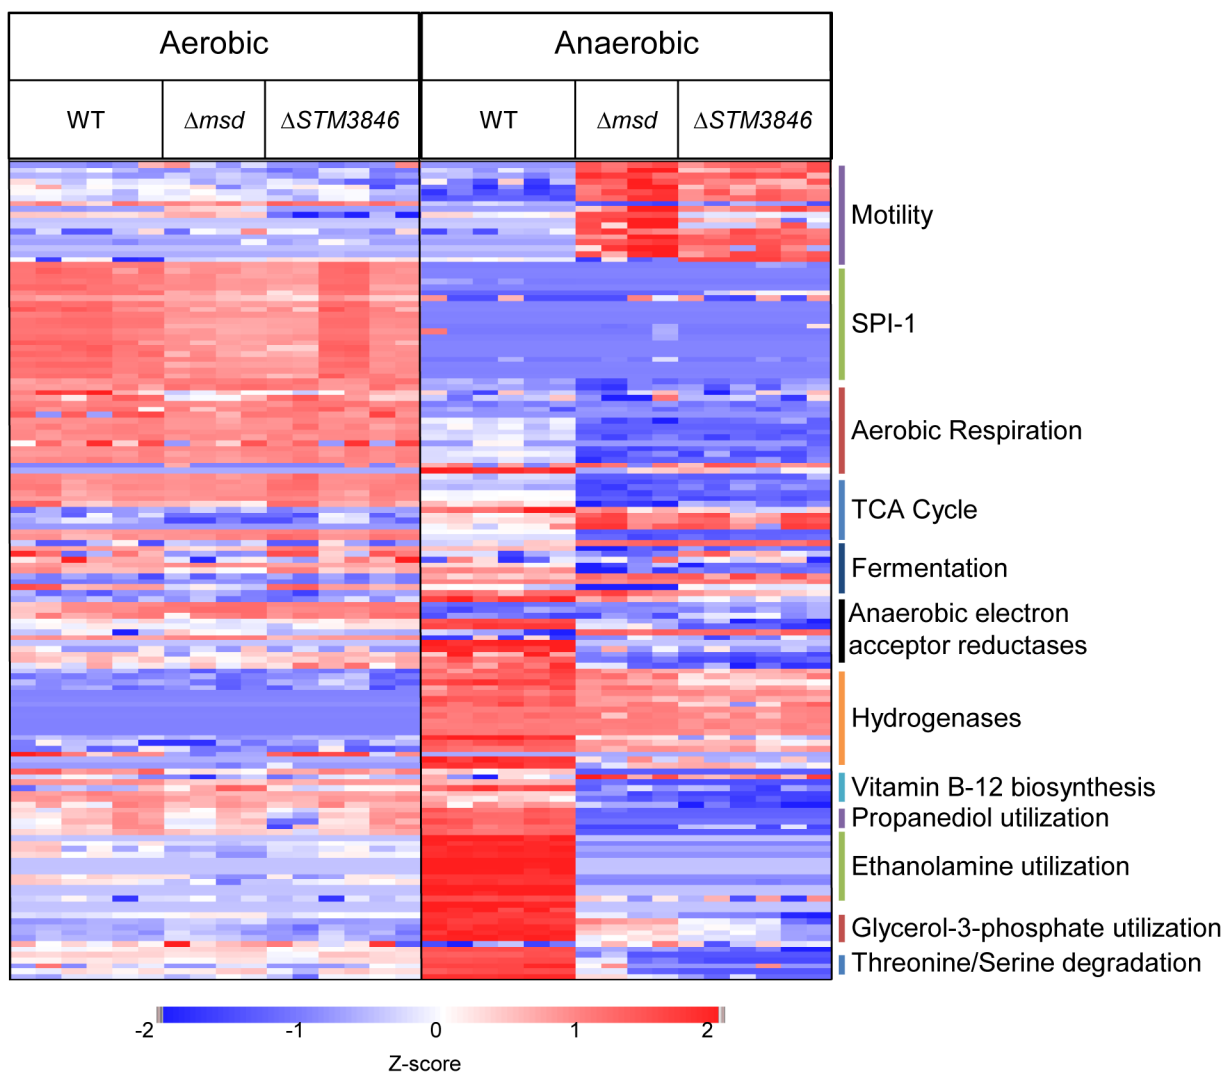 Aerobic
Anaerobic
WT
Δmsd
ΔSTM3846
WT
Δmsd
ΔSTM3846
Motility
SPI-1
Aerobic Respiration
TCA Cycle
Fermentation
Anaerobic electron
acceptor reductases
Hydrogenases
Vitamin B-12 biosynthesis
Propanediol utilization
Ethanolamine utilization
Glycerol-3-phosphate utilization
Threonine/Serine degradation
-2
-1
0
1
2
Z-score